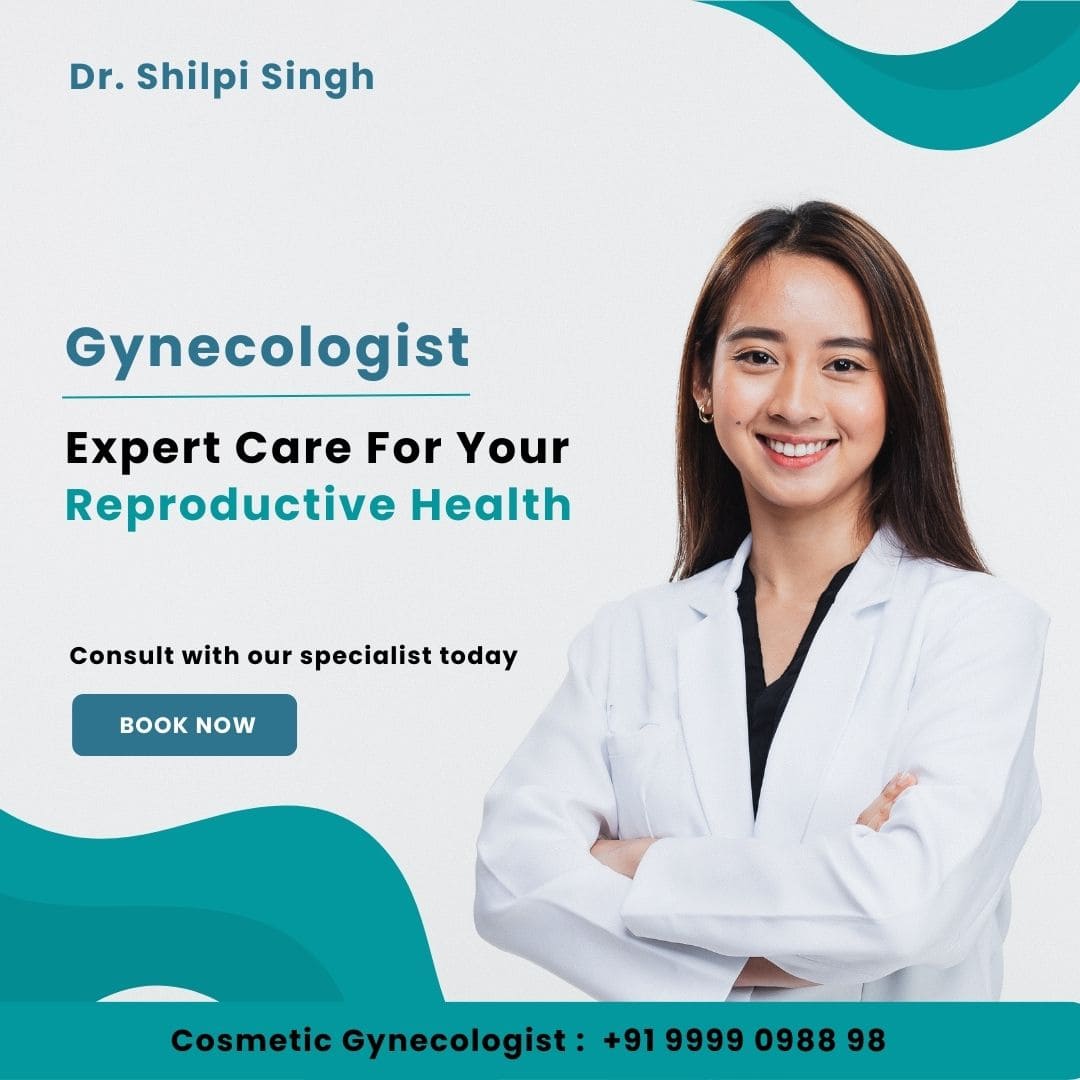 Dr. Shilpi Singh
Gynecologist
Expert Care For Your
Reproductive Health
Consult with our specialist today
BOOK NOW
Cosmetic Gynecologist : +91 9999 0988 98